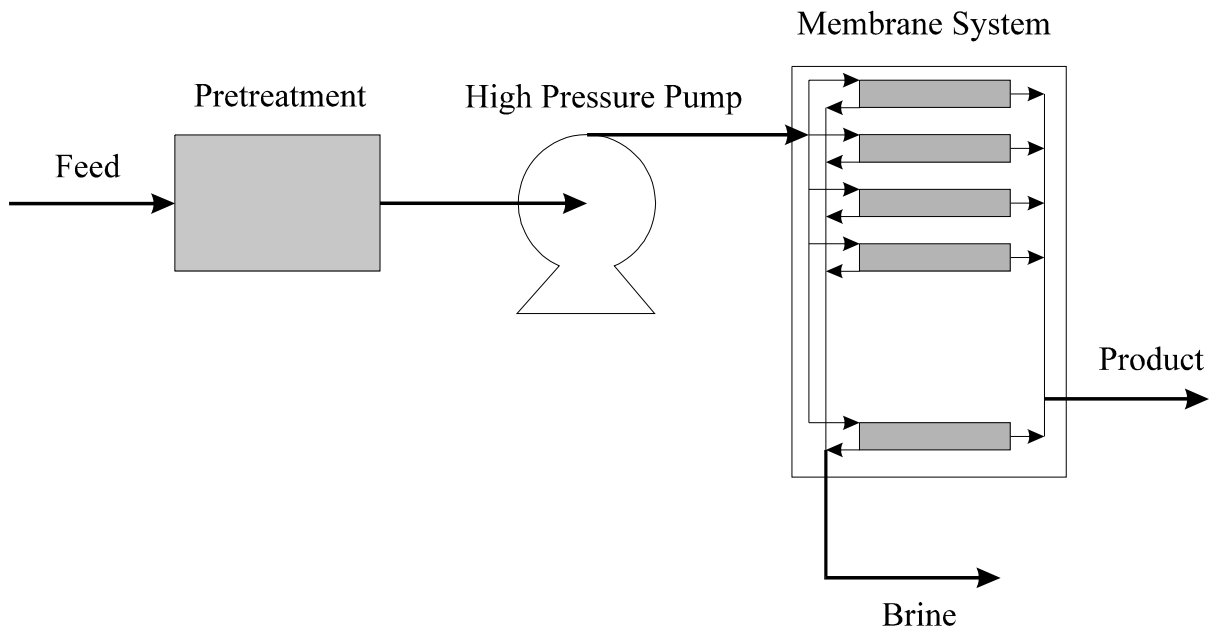 Membrane System
Pretreatment
High Pressure Pump
Feed
Product
Brine